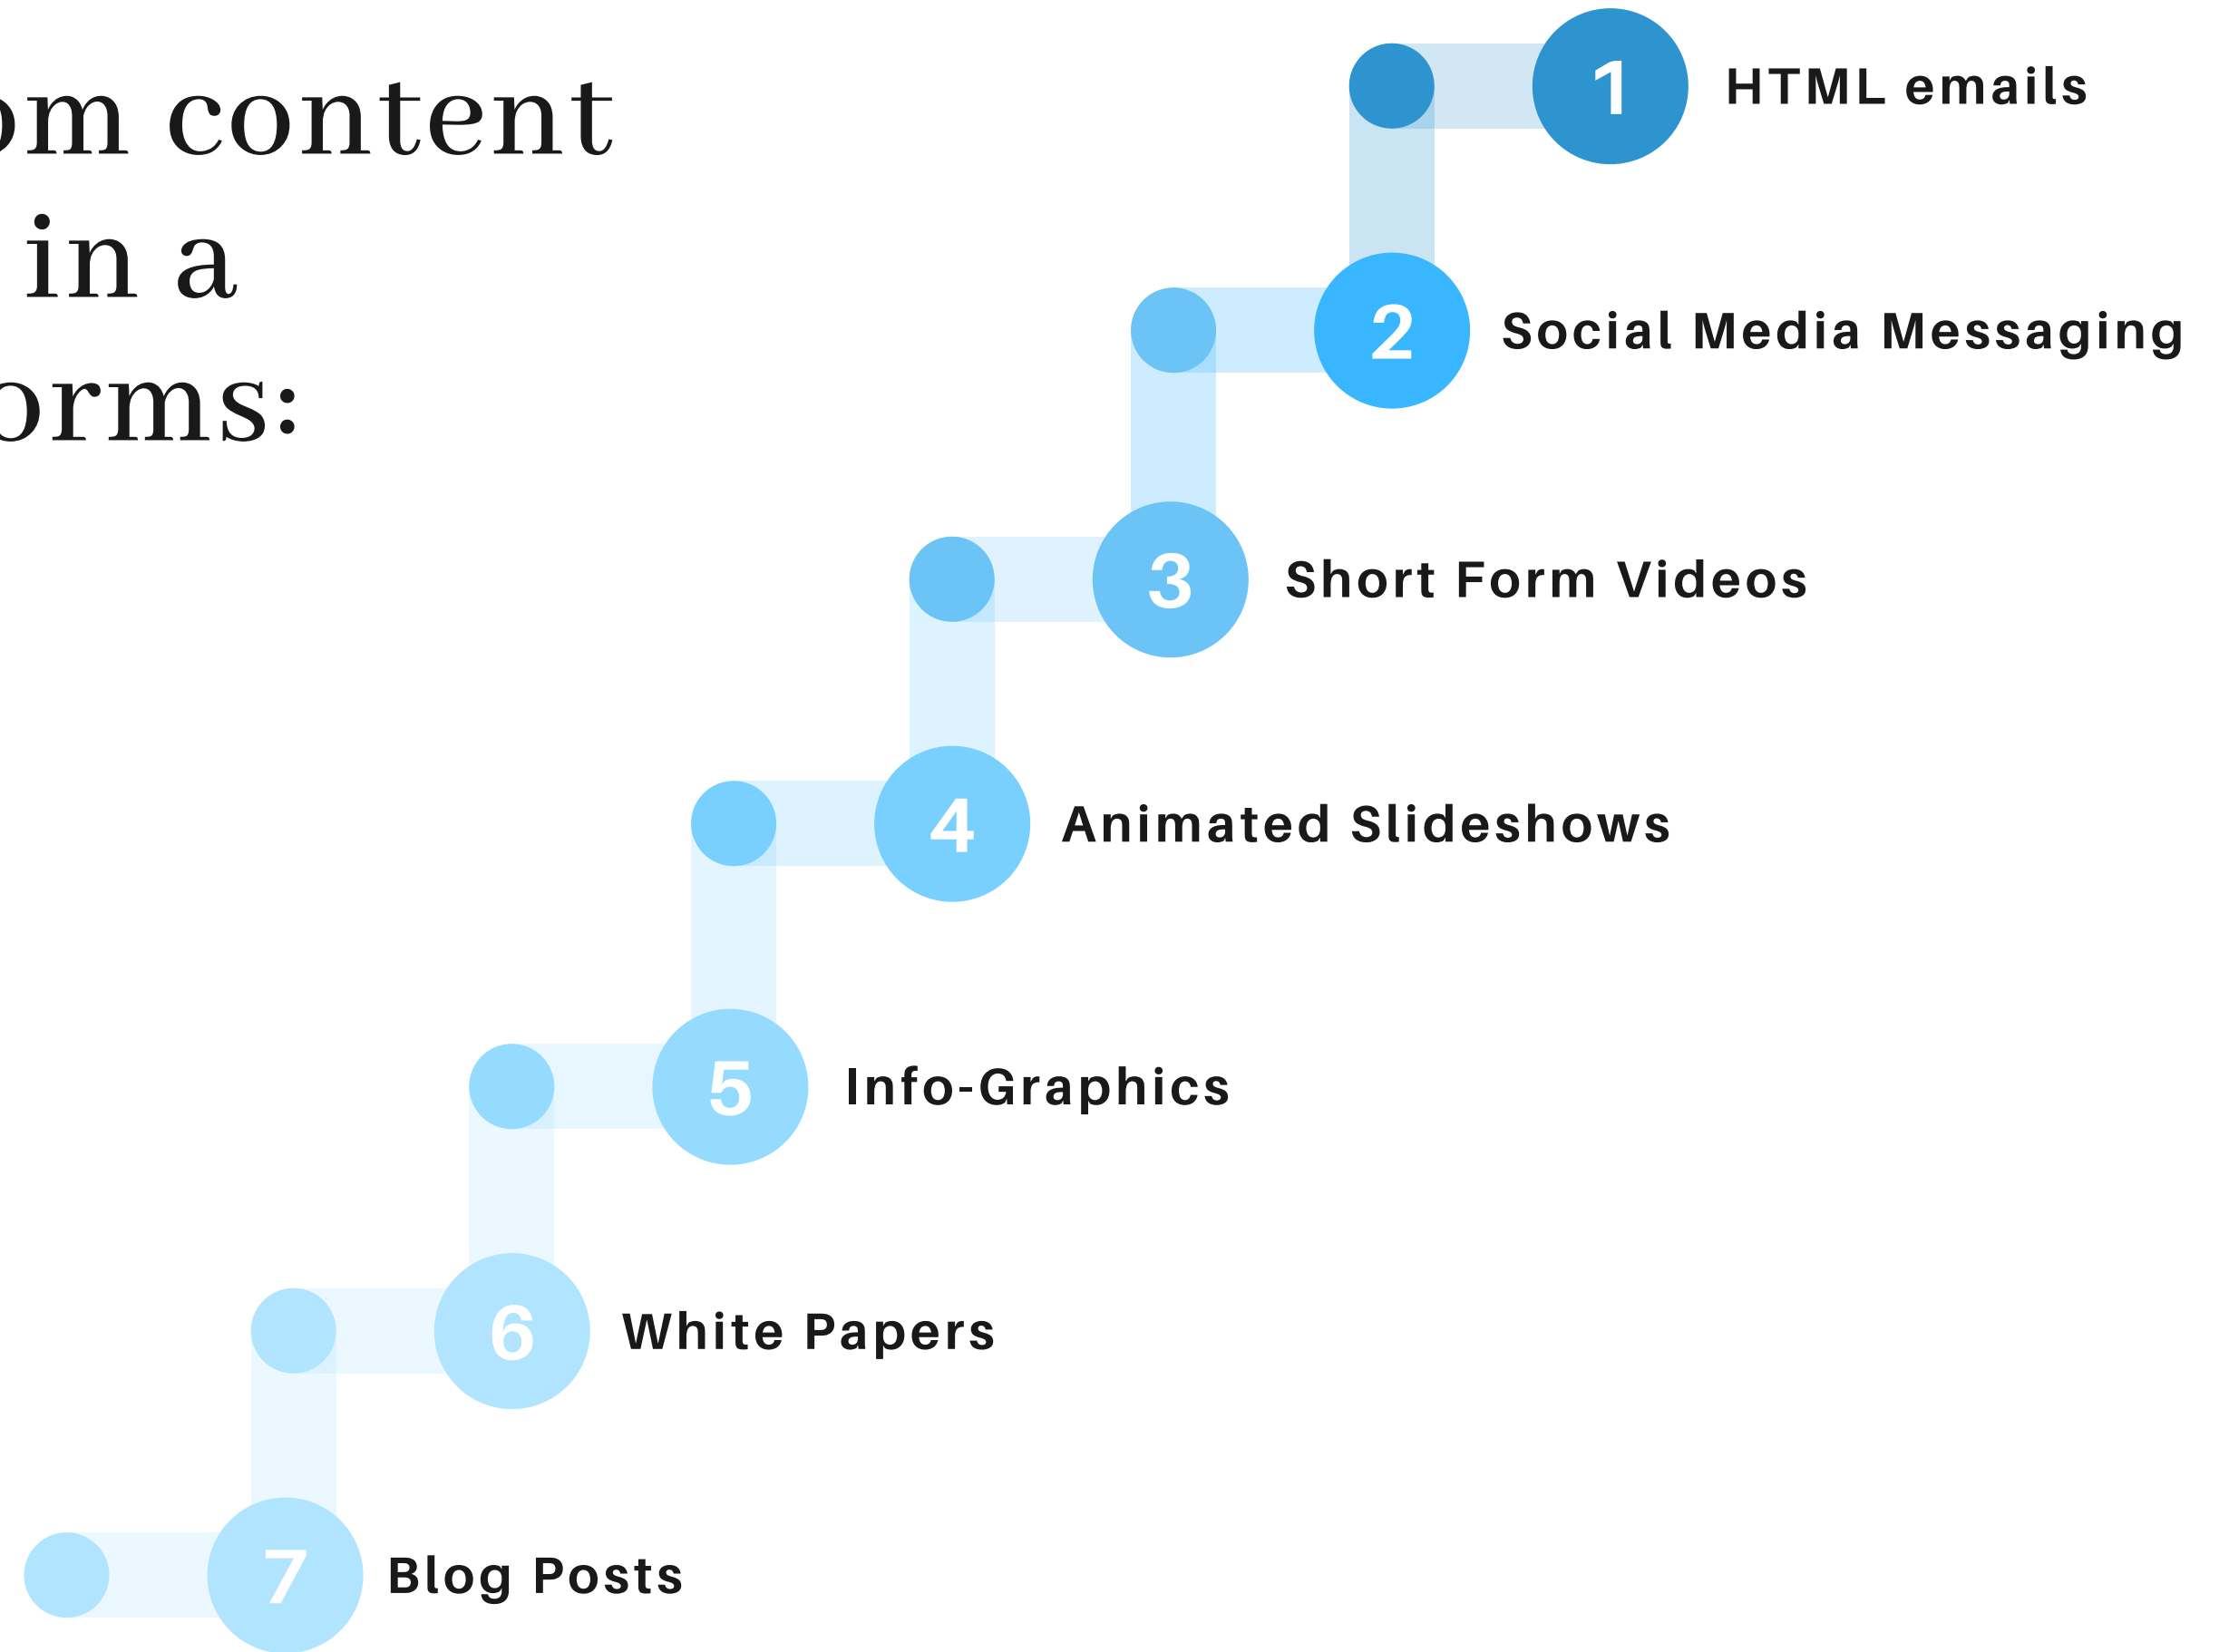 m content
in a
orms:
1 HTML emails
2 Social Media Messaging
3 Short Form Videos
4 Animated Slideshows
5 Info-Graphics
6 White Papers
7 Blog Posts